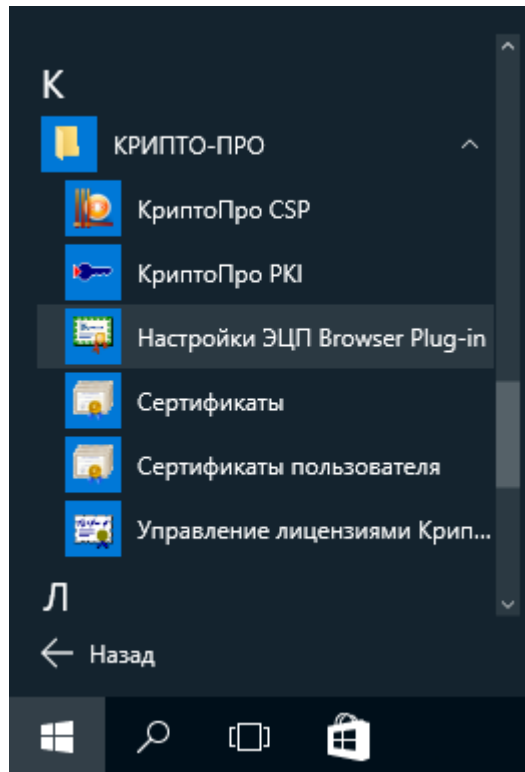 К
КРИПТО-ПРО
КриптоПро CSP
КриптоПро PKI
Настройки ЭЦП Browser Plug-in
Сертификаты
Сертификаты пользователя
Управление лицензиями Крип...
Л
Назад